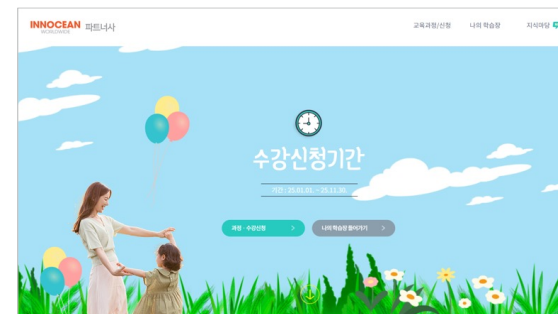 INNOCEAN
WORLDWIDE
파트너사
교육과정/신청 나의 학습장 지식마당
수강신청기간
기간 : 25.01.01. ~ 25.11.30.
과정 · 수강신청 >
나의 학습장 들어가기 >